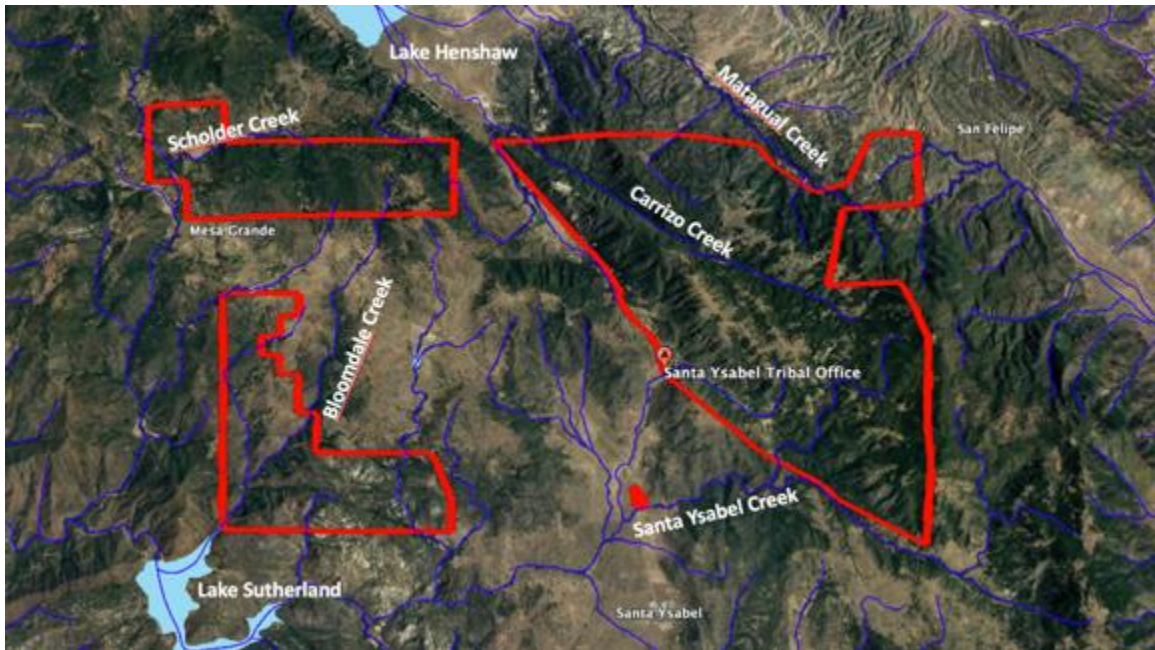 Lake Henshaw
Matagual Creek
Scholder Creek
San Felipe
Carrizo Creek
Mesa Grande
Bloomdale Creek
Santa Ysabel Tribal Office
Santa Ysabel Creek
Lake Sutherland
Santa Ysabel